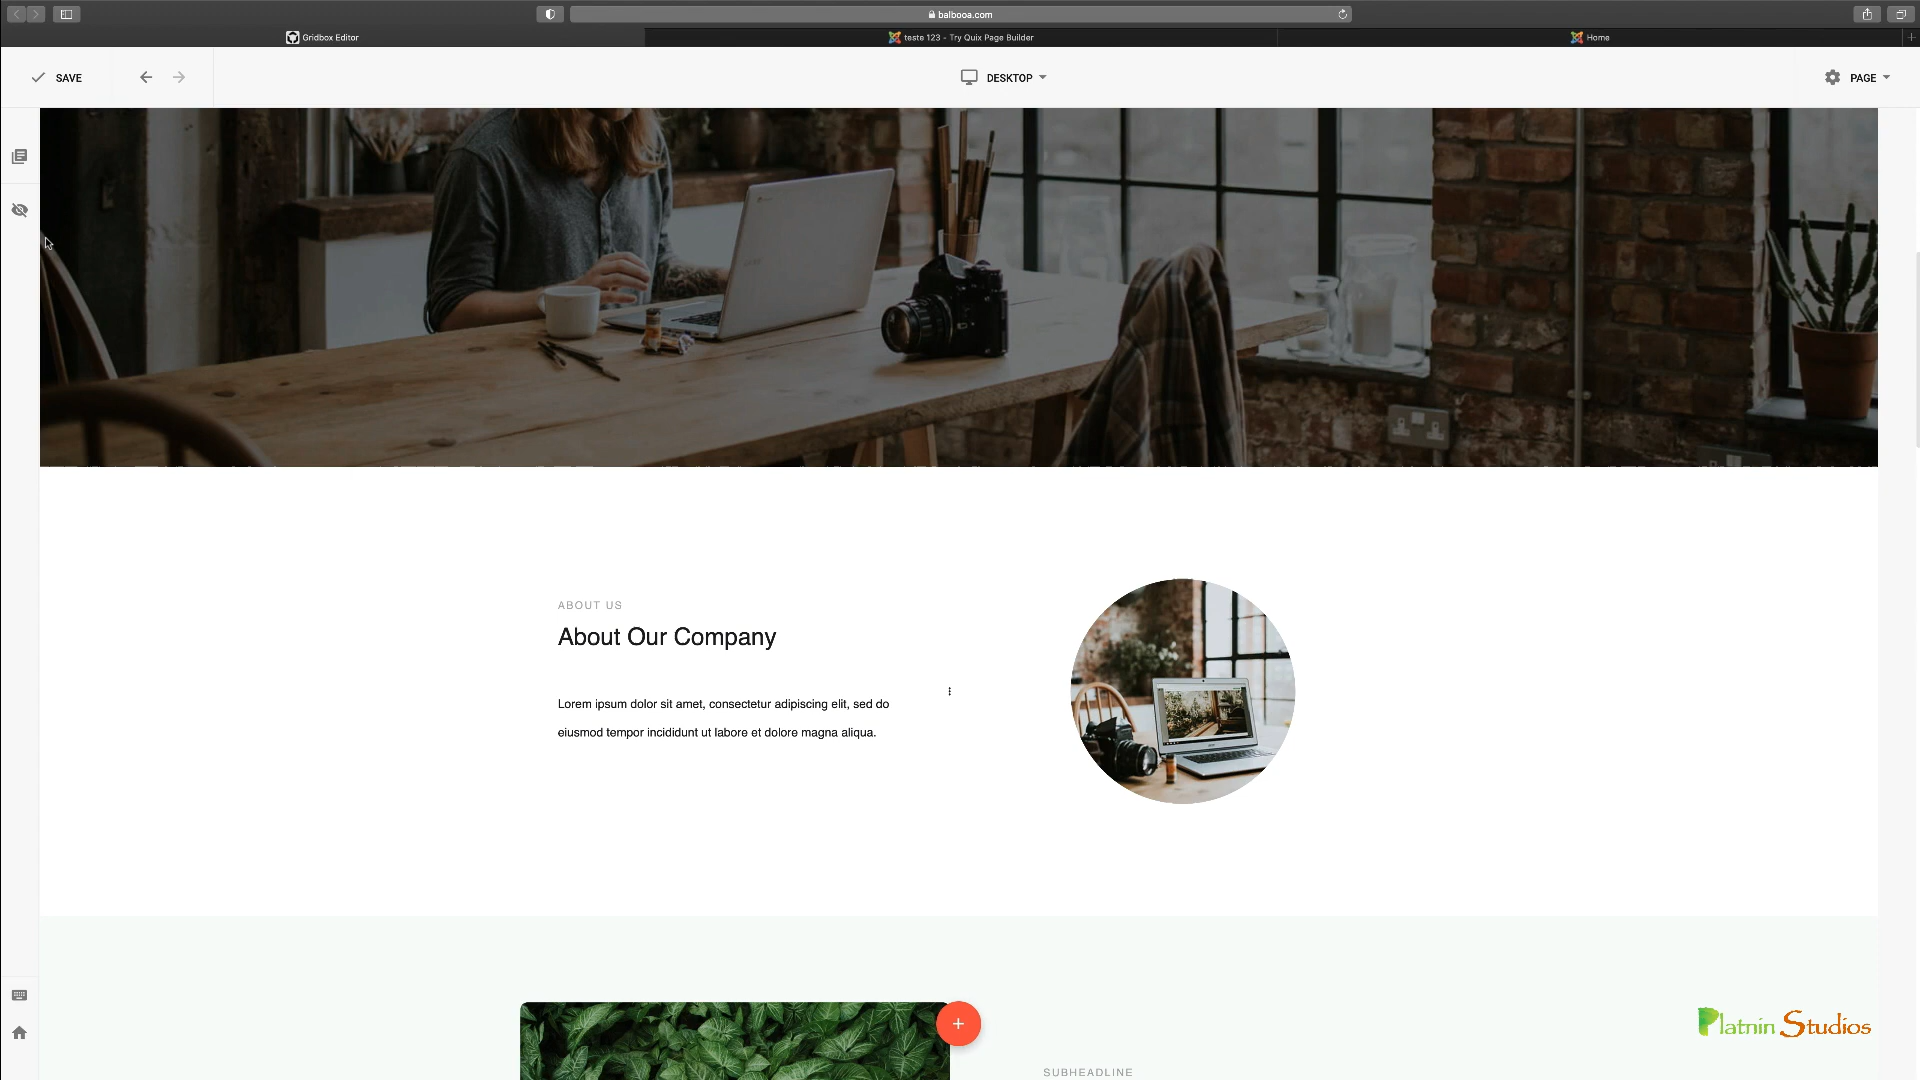 balbooa.com
Gridbox Editor
teste 123 - Try Quix Page Builder
Home
SAVE
DESKTOP
PAGE
ABOUT US
About Our Company
Lorem ipsum dolor sit amet, consectetur adipiscing elit, sed do
eiusmod tempor incididunt ut labore et dolore magna aliqua.
Platnin Studios
SUBHEADLINE